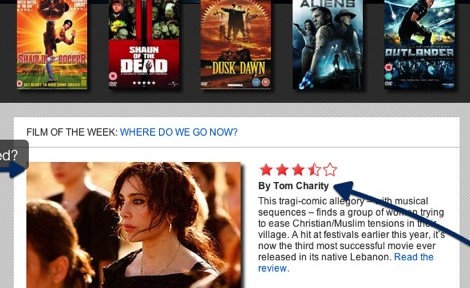 SHAOLIN SOCCER
SHAUN
OF THE
DEAD
DUSK DAWN
ALIENS
OUTLANDER
FILM OF THE WEEK: WHERE DO WE GO NOW?
ed?
By Tom Charity
This tragi-comic allegory – with musical
sequences – finds a group of women trying
to ease Christian/Muslim tensions in their
village. A hit at festivals earlier this year, it's
now the third most successful movie ever
released in its native Lebanon. Read the
review.